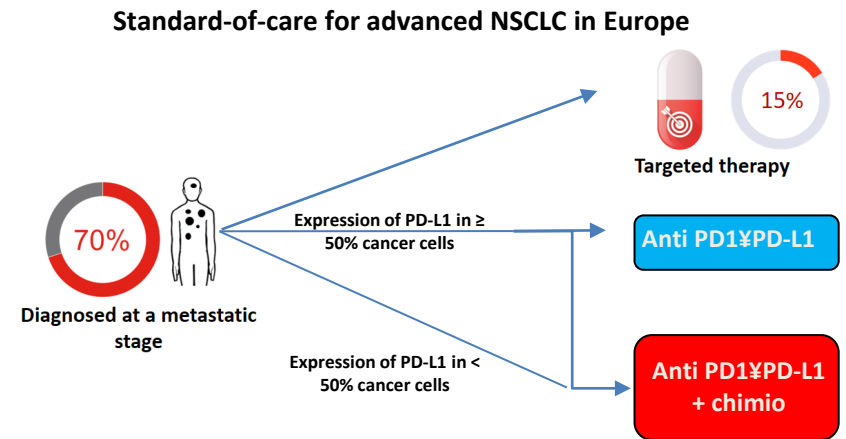 Standard-of-care for advanced NSCLC in Europe
15%
Targeted therapy
70%
Diagnosed at a metastatic
stage
Expression of PD-L1 in ≥
50% cancer cells
Anti PD1¥PD-L1
Expression of PD-L1 in <
50% cancer cells
Anti PD1¥PD-L1
+ chimio